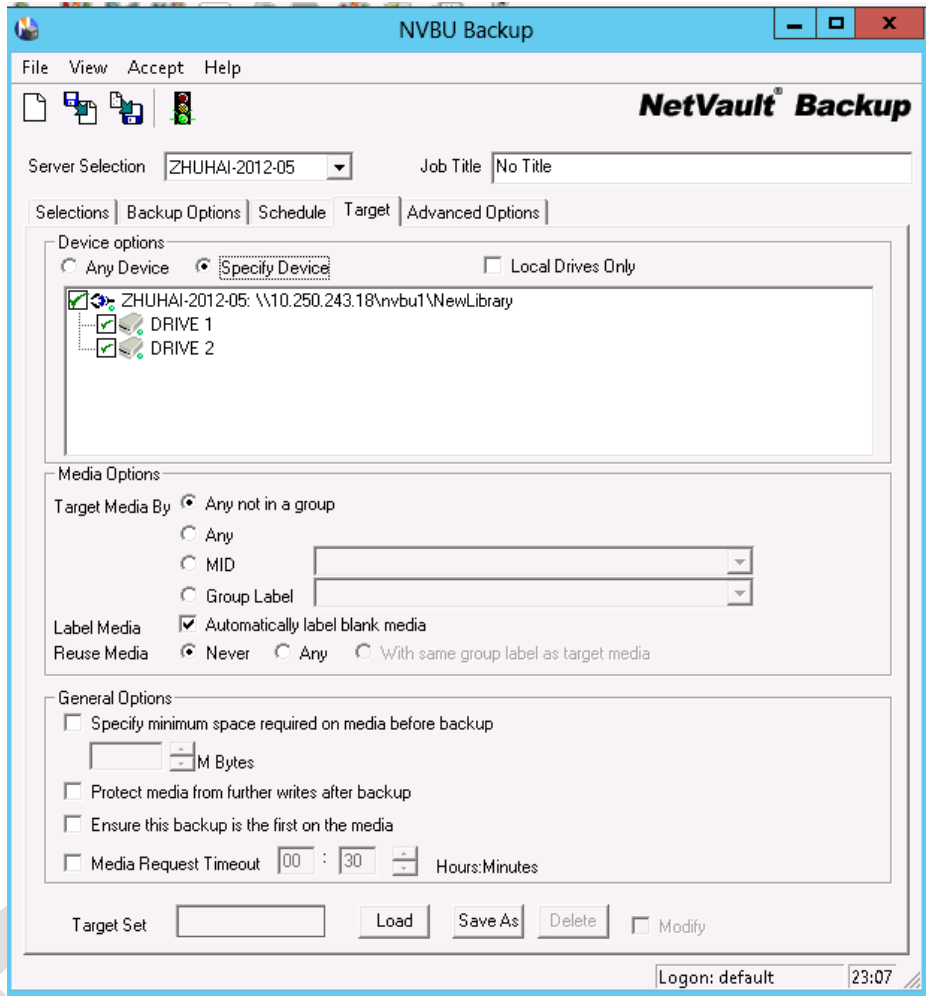 NVBU Backup
File View Accept Help
NetVault® Backup
Server Selection ZHUHAI-2012-05 Job Title No Title
Selections Backup Options Schedule Target Advanced Options
Device options
Any Device Specify Device Local Drives Only
ZHUHAI-2012-05: \\10.250.243.18\nvbu1\NewLibrary
DRIVE 1
DRIVE 2
Media Options
Target Media By Any not in a group
Any
MID
Group Label
Label Media Automatically label blank media
Reuse Media Never Any With same group label as target media
General Options
Specify minimum space required on media before backup
M Bytes
Protect media from further writes after backup
Ensure this backup is the first on the media
Media Request Timeout 00 : 30 Hours:Minutes
Target Set Load Save As Delete Modify
Logon: default 23:07